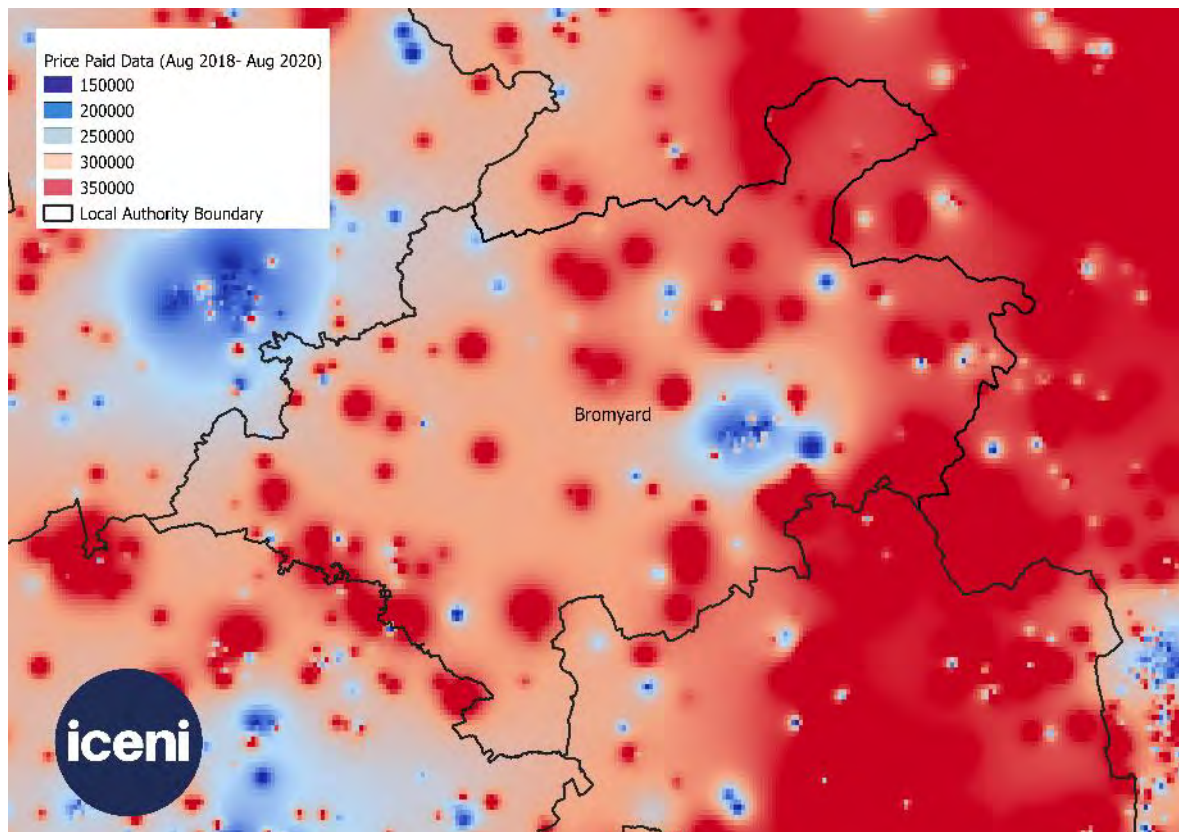 Price Paid Data (Aug 2018- Aug 2020)
150000
200000
250000
300000
350000
Local Authority Boundary
Bromyard
iceni